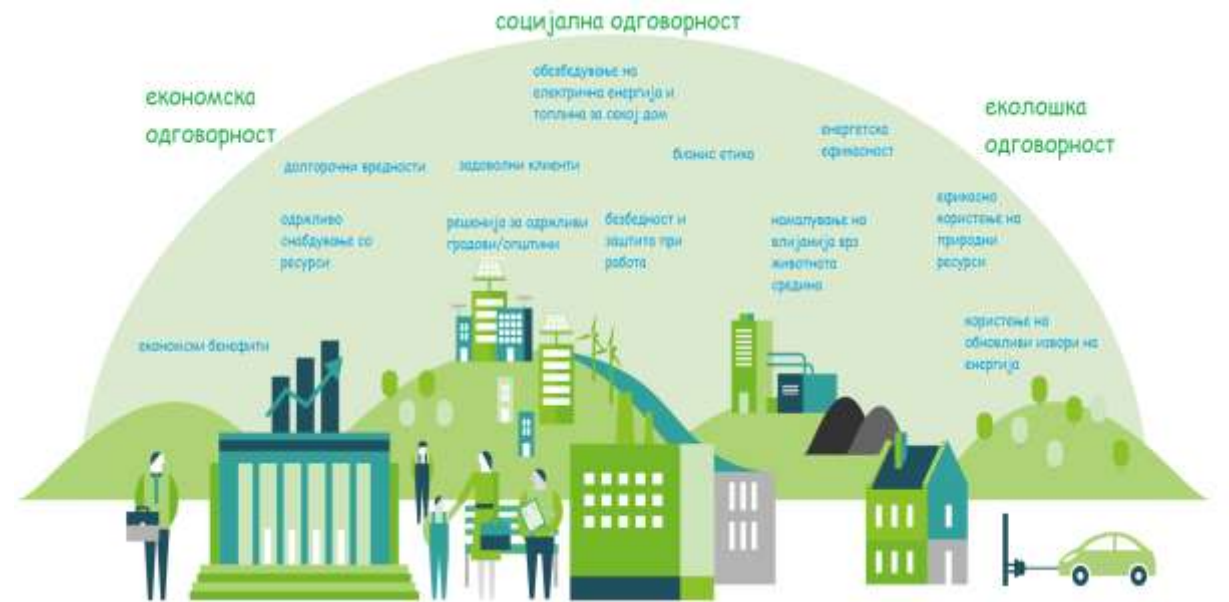 социјална одговорност
економска
одговорност
еколошка
одговорност
обезбедување на
електрична енергија и
топлина за секој дом
енергетска
ефикасност
бизнис етика
долгорочни вредности
задоволни клиенти
одржливо
снабдување со
ресурси
решенија за одржливи
градови/општини
безбедност и
заштита при
работа
намалување на
влијанија врз
животната
средина
ефикасно
користење на
природни
ресурси
економски бенефити
користење на
обновливи извори на
енергија